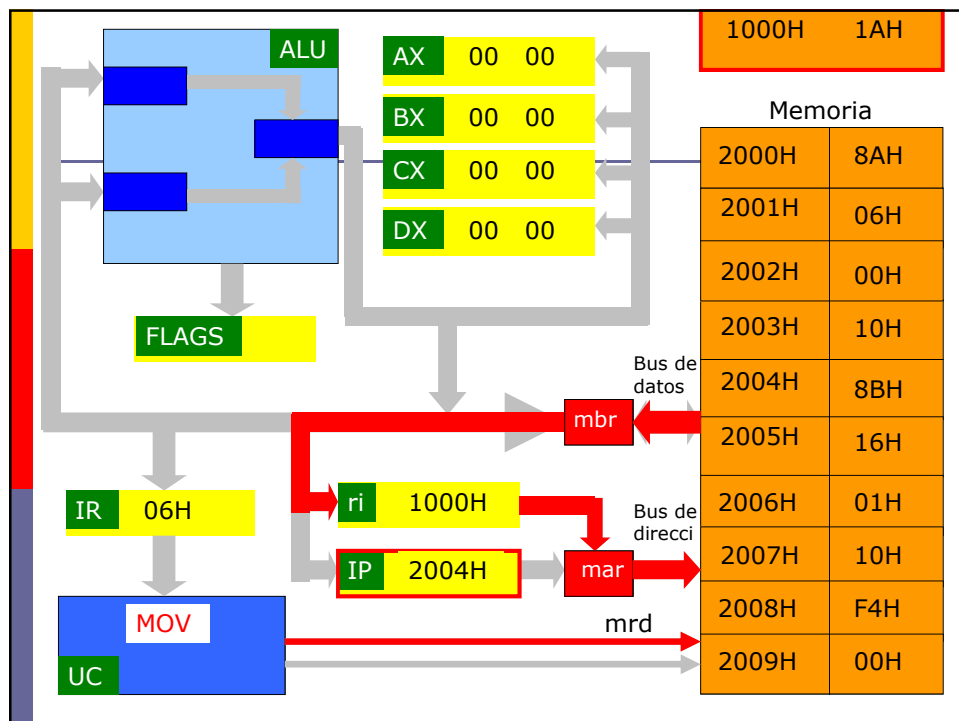 1000H 1AH
ALU
AX 00 00
BX 00 00
CX 00 00
DX 00 00
FLAGS
Memoria
2000H 8AH
2001H 06H
2002H 00H
2003H 10H
2004H 8BH
2005H 16H
2006H 01H
2007H 10H
2008H F4H
2009H 00H
Bus de
datos
mbr
IR 06H
ri 1000H
IP 2004H
Bus de
direcci
mar
MOV
UC
mrd